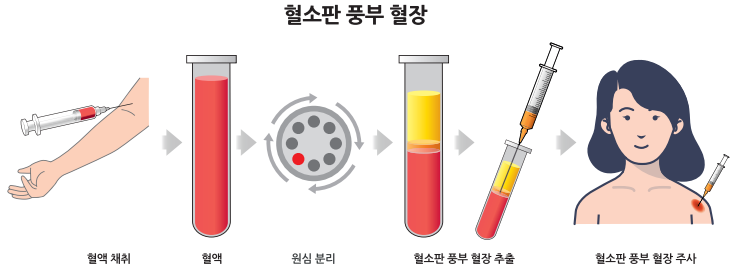 혈소판 풍부 혈장
혈액 채취
혈액
원심 분리
혈소판 풍부 혈장 추출
혈소판 풍부 혈장 주사